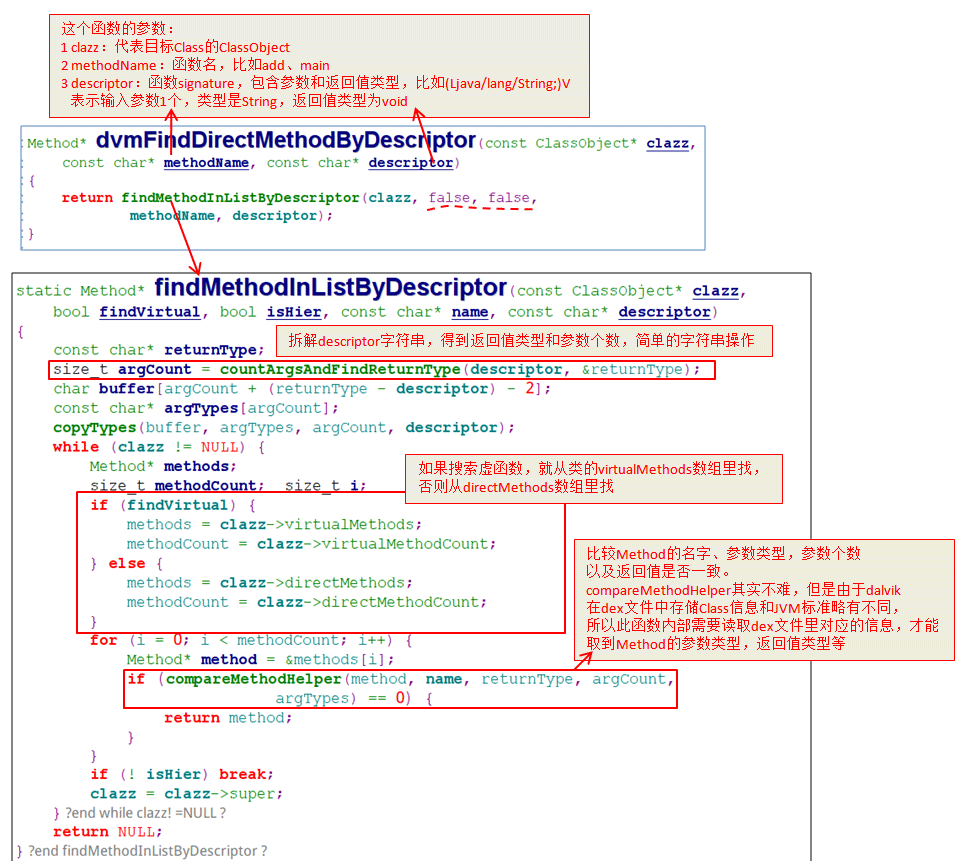 这个函数的参数：
1 clazz：代表目标Class的ClassObject
2 methodName：函数名，比如add、main
3 descriptor：函数signature，包含参数和返回值类型，比如(Ljava/lang/String;)V
表示输入参数1个，类型是String，返回值类型为void
Method* dvmFindDirectMethodByDescriptor(const ClassObject* clazz,
const char* methodName, const char* descriptor)
{
return findMethodInListByDescriptor(clazz, false, false,
methodName, descriptor);
}
static Method* findMethodInListByDescriptor(const ClassObject* clazz,
bool findVirtual, bool isHier, const char* name, const char* descriptor)
{
const char* returnType;
拆解descriptor字符串，得到返回值类型和参数个数，简单的字符串操作
size_t argCount = countArgsAndFindReturnType(descriptor, &returnType);
char buffer[argCount + (returnType - descriptor) - 2];
const char* argTypes[argCount];
copyTypes(buffer, argTypes, argCount, descriptor);
while (clazz != NULL) {
Method* methods;
size_t methodCount; size_t i;
如果搜索虚函数，就从类的virtualMethods数组里找，
否则从directMethods数组里找
if (findVirtual) {
methods = clazz->virtualMethods;
methodCount = clazz->virtualMethodCount;
} else {
methods = clazz->directMethods;
methodCount = clazz->directMethodCount;
}
比较Method的名字、参数类型，参数个数
以及返回值是否一致。
compareMethodHelper其实不难，但是由于dalvik
在dex文件中存储Class信息和JVM标准略有不同，
所以此函数内部需要读取dex文件里对应的信息，才能
取到Method的参数类型，返回值类型等
for (i = 0; i < methodCount; i++) {
Method* method = &methods[i];
if (compareMethodHelper(method, name, returnType, argCount,
argTypes) == 0) {
return method;
}
}
if (! isHier) break;
clazz = clazz->super;
} ?end while clazz! =NULL ?
return NULL;
} ?end findMethodInListByDescriptor ?